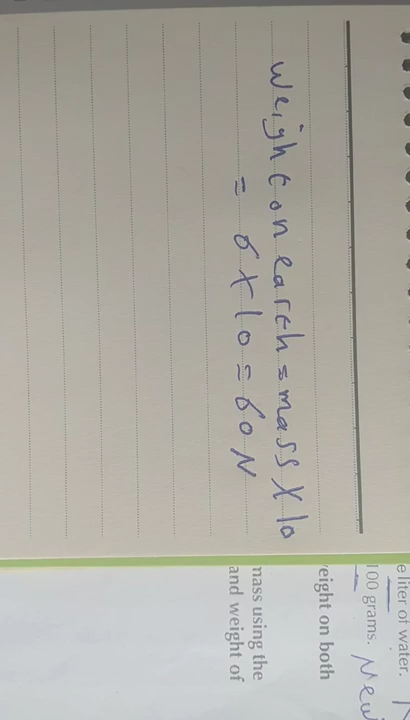 weight on earth = mass X 10
= 6 X 10 = 60 N
e liter of water.
100 grams.
eight on both
mass using the
and weight of